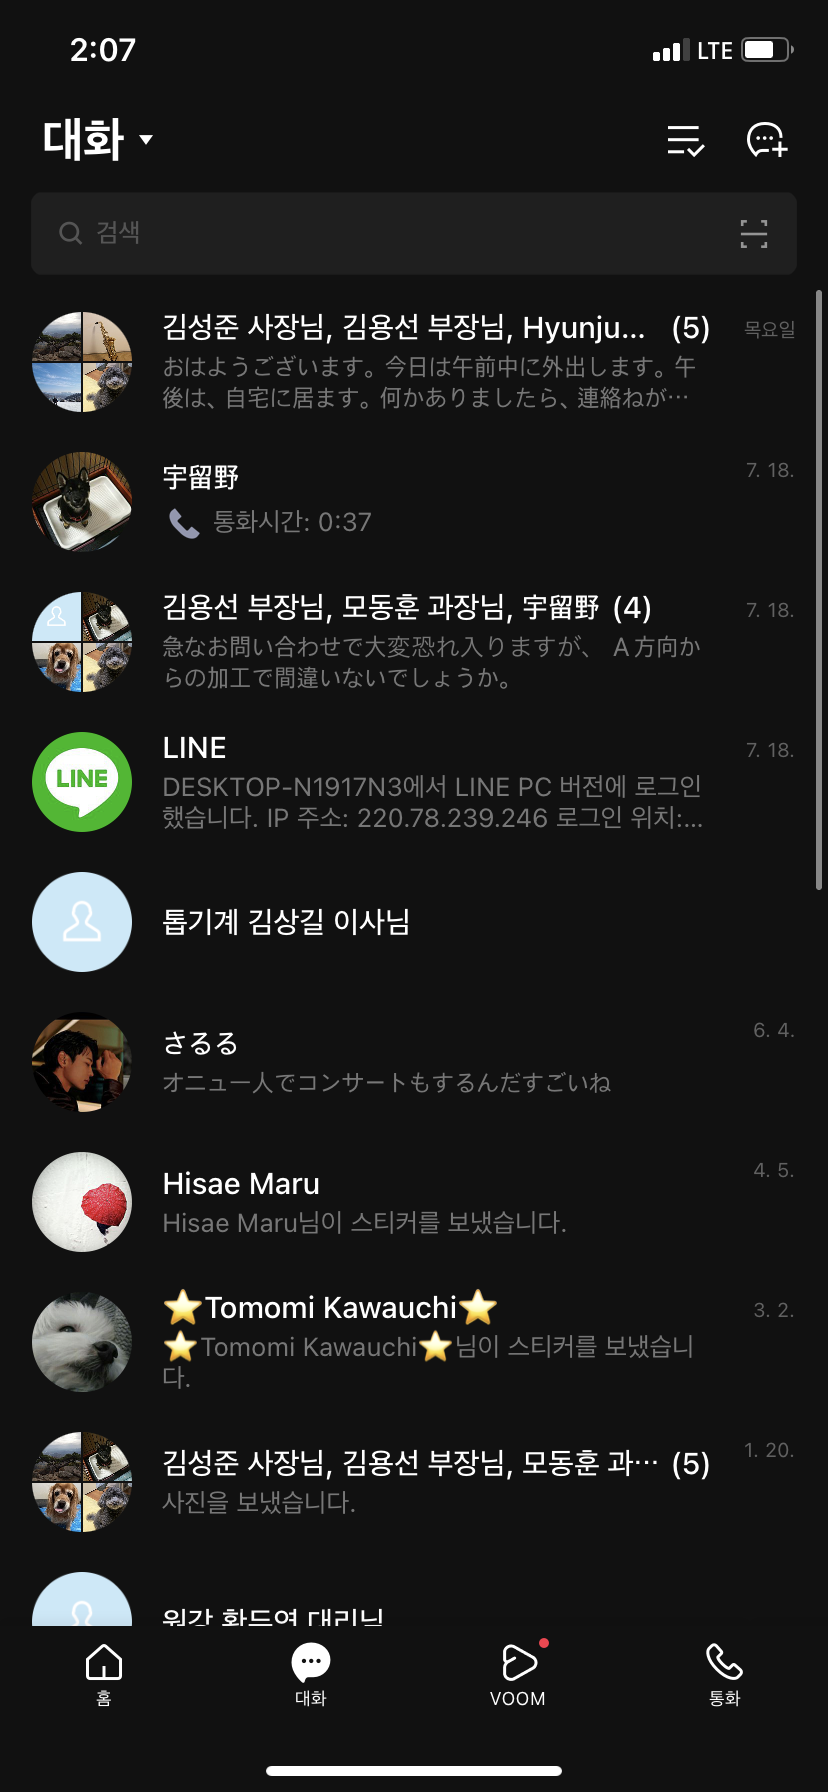 2:07
LTE
대화
검색
김성준 사장님, 김용선 부장님, Hyunju... (5)
목요일
おはようございます。今日は午前中に外出します。午
後は、自宅に居ます。何かありましたら、連絡ねが…
宇留野
7. 18.
통화시간: 0:37
김용선 부장님, 모동훈 과장님, 宇留野 (4)
7. 18.
急なお問い合わせで大変恐れ入りますが、 A方向か
らの加工で間違いないでしょうか。
LINE
LINE
7. 18.
DESKTOP-N1917N3에서 LINE PC 버전에 로그인
했습니다. IP 주소: 220.78.239.246 로그인 위치:...
톱기계 김상길 이사님
さるる
6. 4.
オニュ一人でコンサートもするんだすごいね
Hisae Maru
4. 5.
Hisae Maru님이 스티커를 보냈습니다.
⭐Tomomi Kawauchi⭐
3. 2.
⭐Tomomi Kawauchi⭐님이 스티커를 보냈습니
다.
김성준 사장님, 김용선 부장님, 모동훈 과… (5)
1. 20.
사진을 보냈습니다.
대리님
홈
대화
VOOM
통화